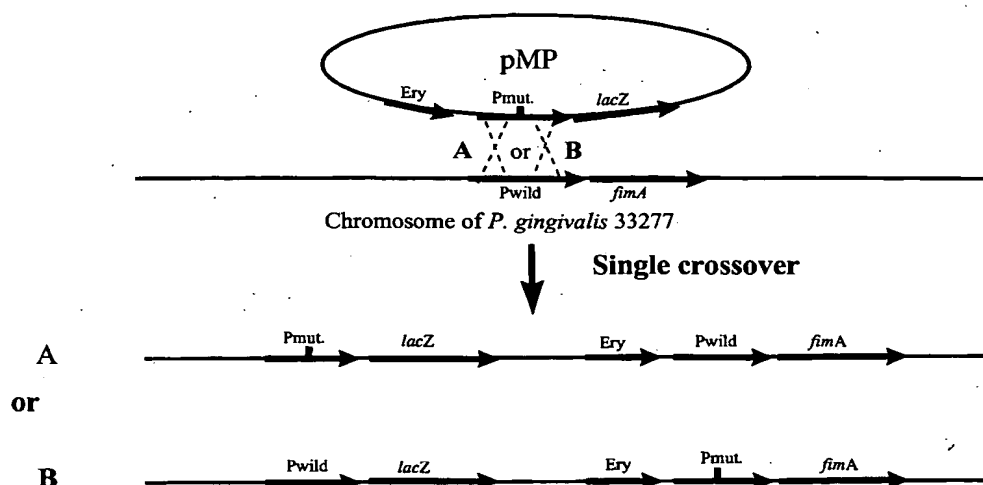 pMP
Ery Pmut. lacZ
A or B
Pwild fimA
Chromosome of P. gingivalis 33277
Single crossover
A Pmut. lacZ Ery Pwild fimA
or
B Pwild lacZ Ery Pmut. fimA